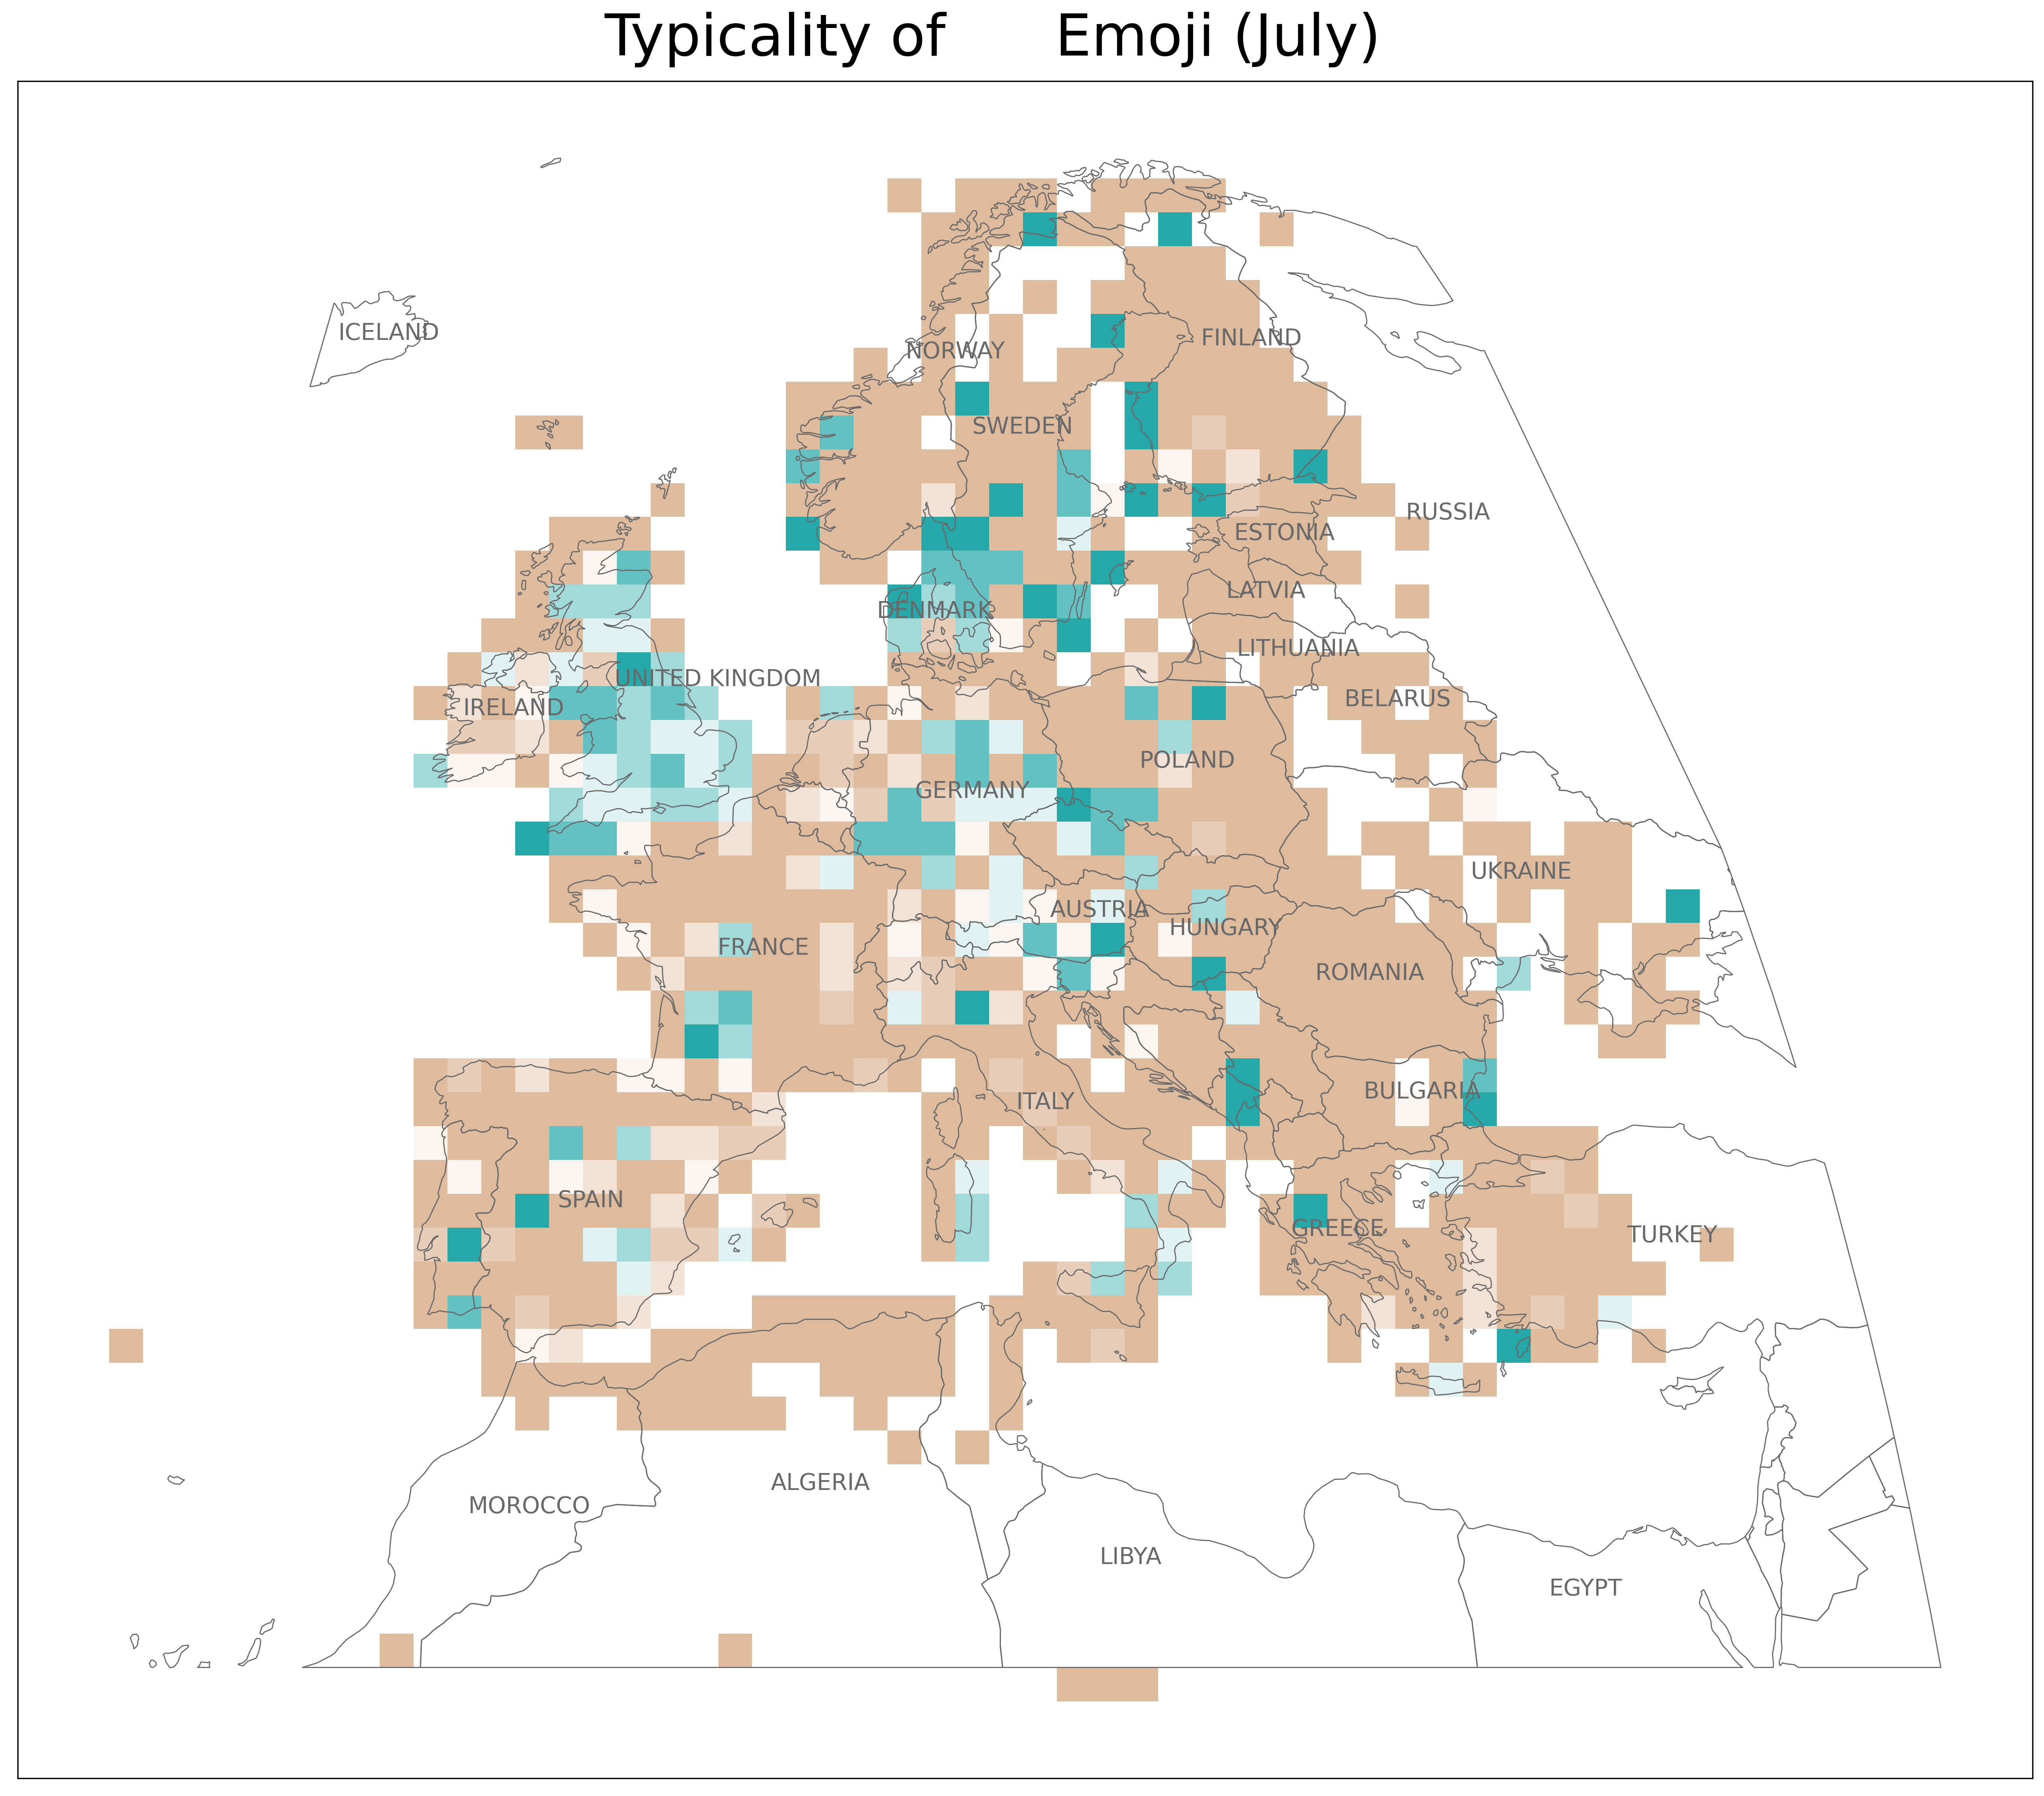 Typicality of Emoji (July)
ICELAND
FINLAND
NORWAY
SWEDEN
RUSSIA
ESTONIA
LATVIA
DENMARK
LITHUANIA
UNITED KINGDOM
BELARUS
IRELAND
POLAND
GERMANY
UKRAINE
AUSTRIA
HUNGARY
FRANCE
ROMANIA
BULGARIA
ITALY
SPAIN
GREECE
TURKEY
ALGERIA
MOROCCO
LIBYA
EGYPT